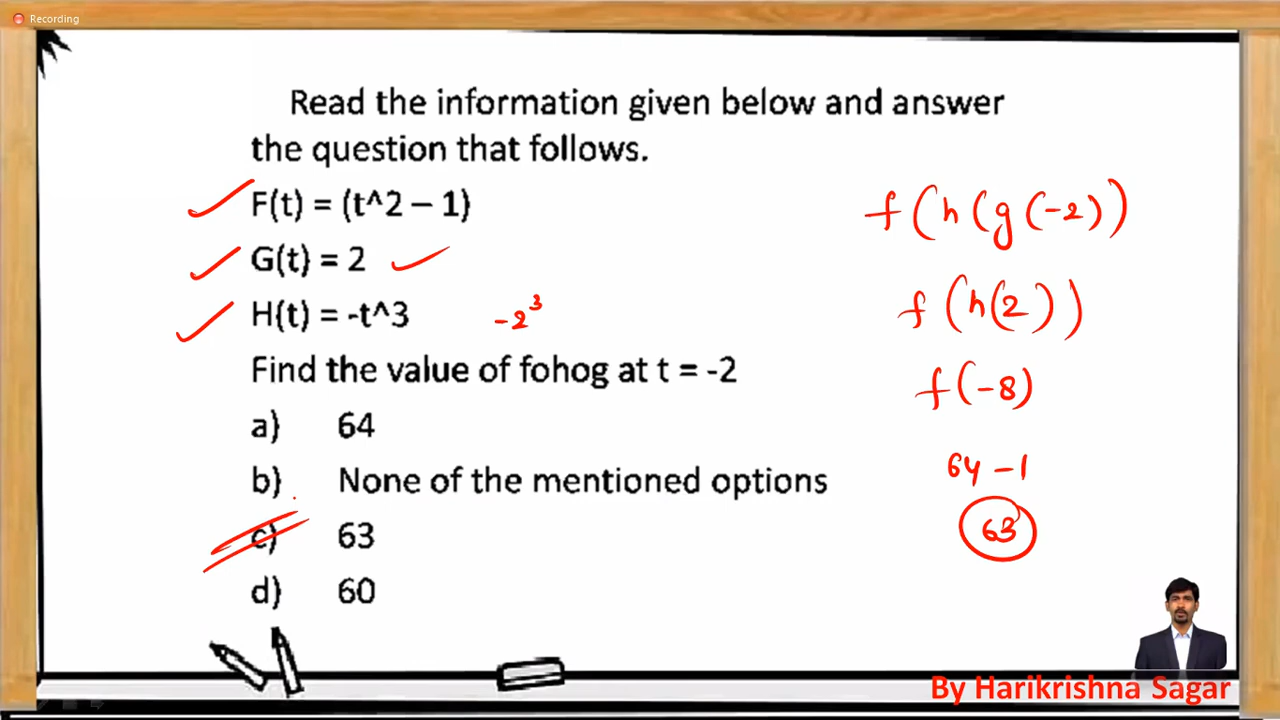 Recording
Read the information given below and answer
the question that follows.
F(t) = (t^2 – 1)
G(t) = 2
H(t) = -t^3
-2³
Find the value of fohog at t = -2
a) 64
b) None of the mentioned options
c) 63
d) 60
f(h(g(-2))
f(h(2))
f(-8)
64 - 1
63
By Harikrishna Sagar